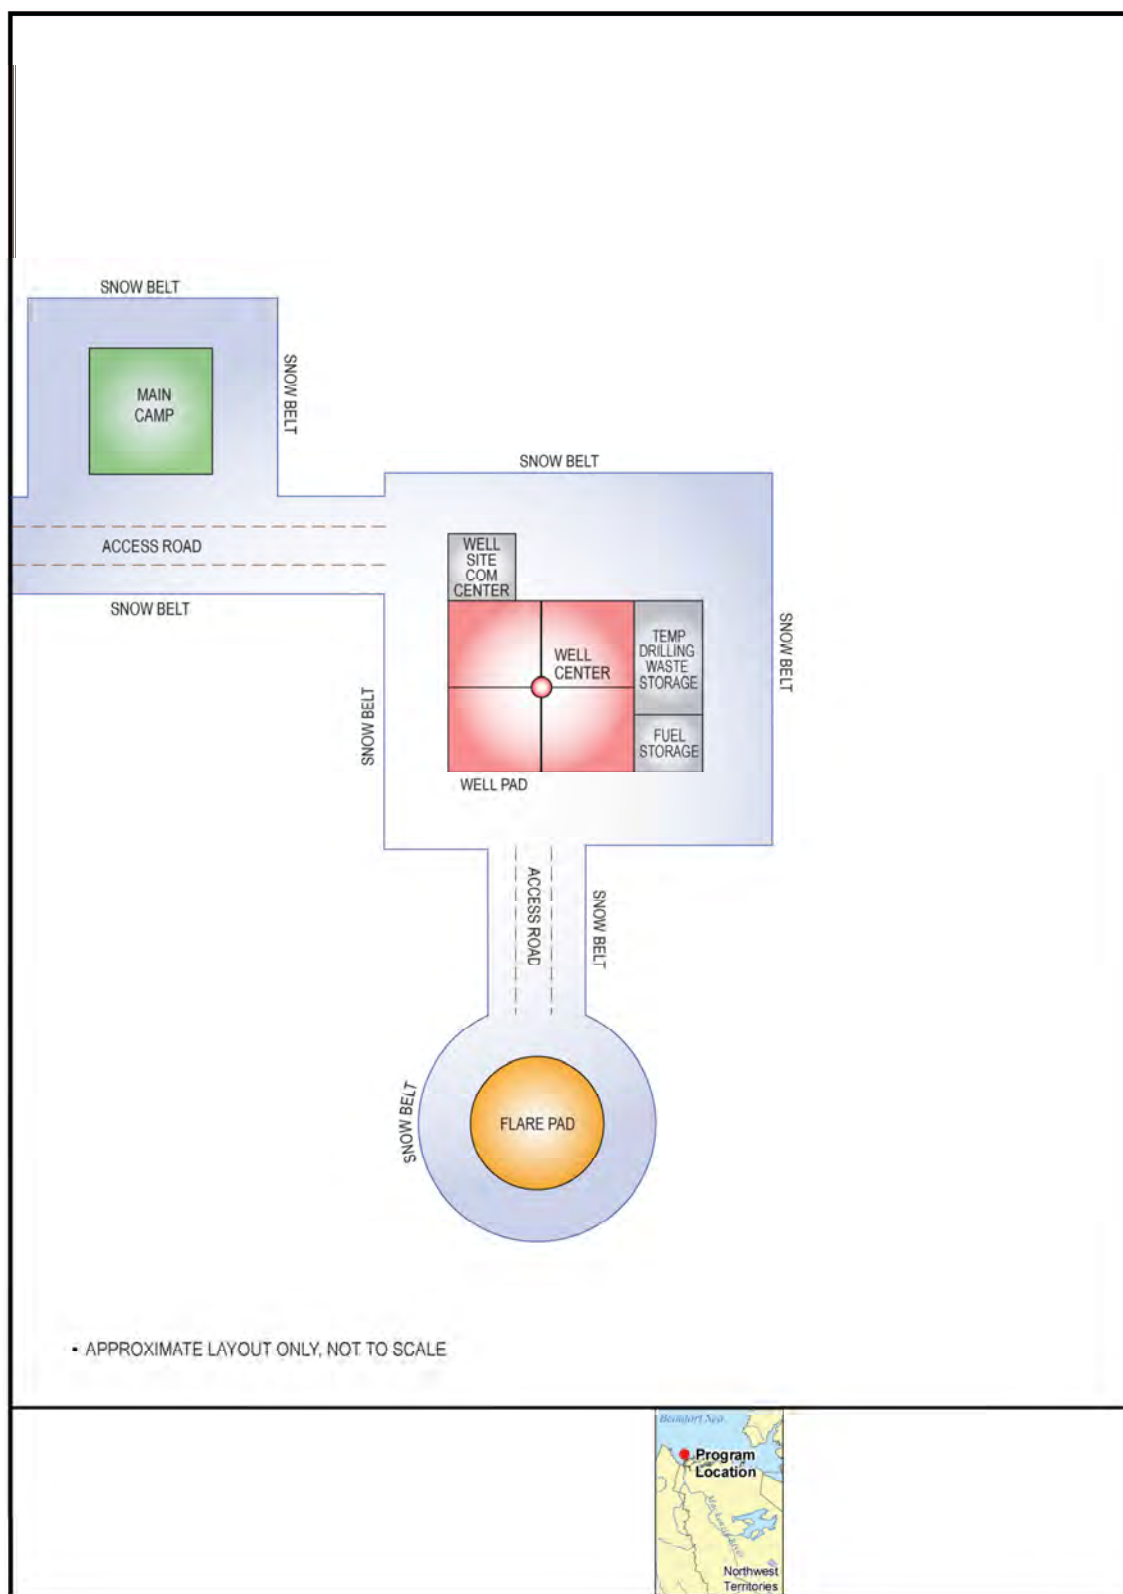 SNOW BELT
SNOW BELT
MAIN
CAMP
SNOW BELT
ACCESS ROAD
SNOW BELT
WELL
SITE
COM
CENTER
WELL
CENTER
TEMP
DRILLING
WASTE
STORAGE
FUEL
STORAGE
SNOW BELT
SNOW BELT
WELL PAD
ACCESS ROAD
SNOW BELT
SNOW BELT
FLARE PAD
▪ APPROXIMATE LAYOUT ONLY, NOT TO SCALE
Beaufort Sea
Program
Location
Mackenzie River
Northwest
Territories